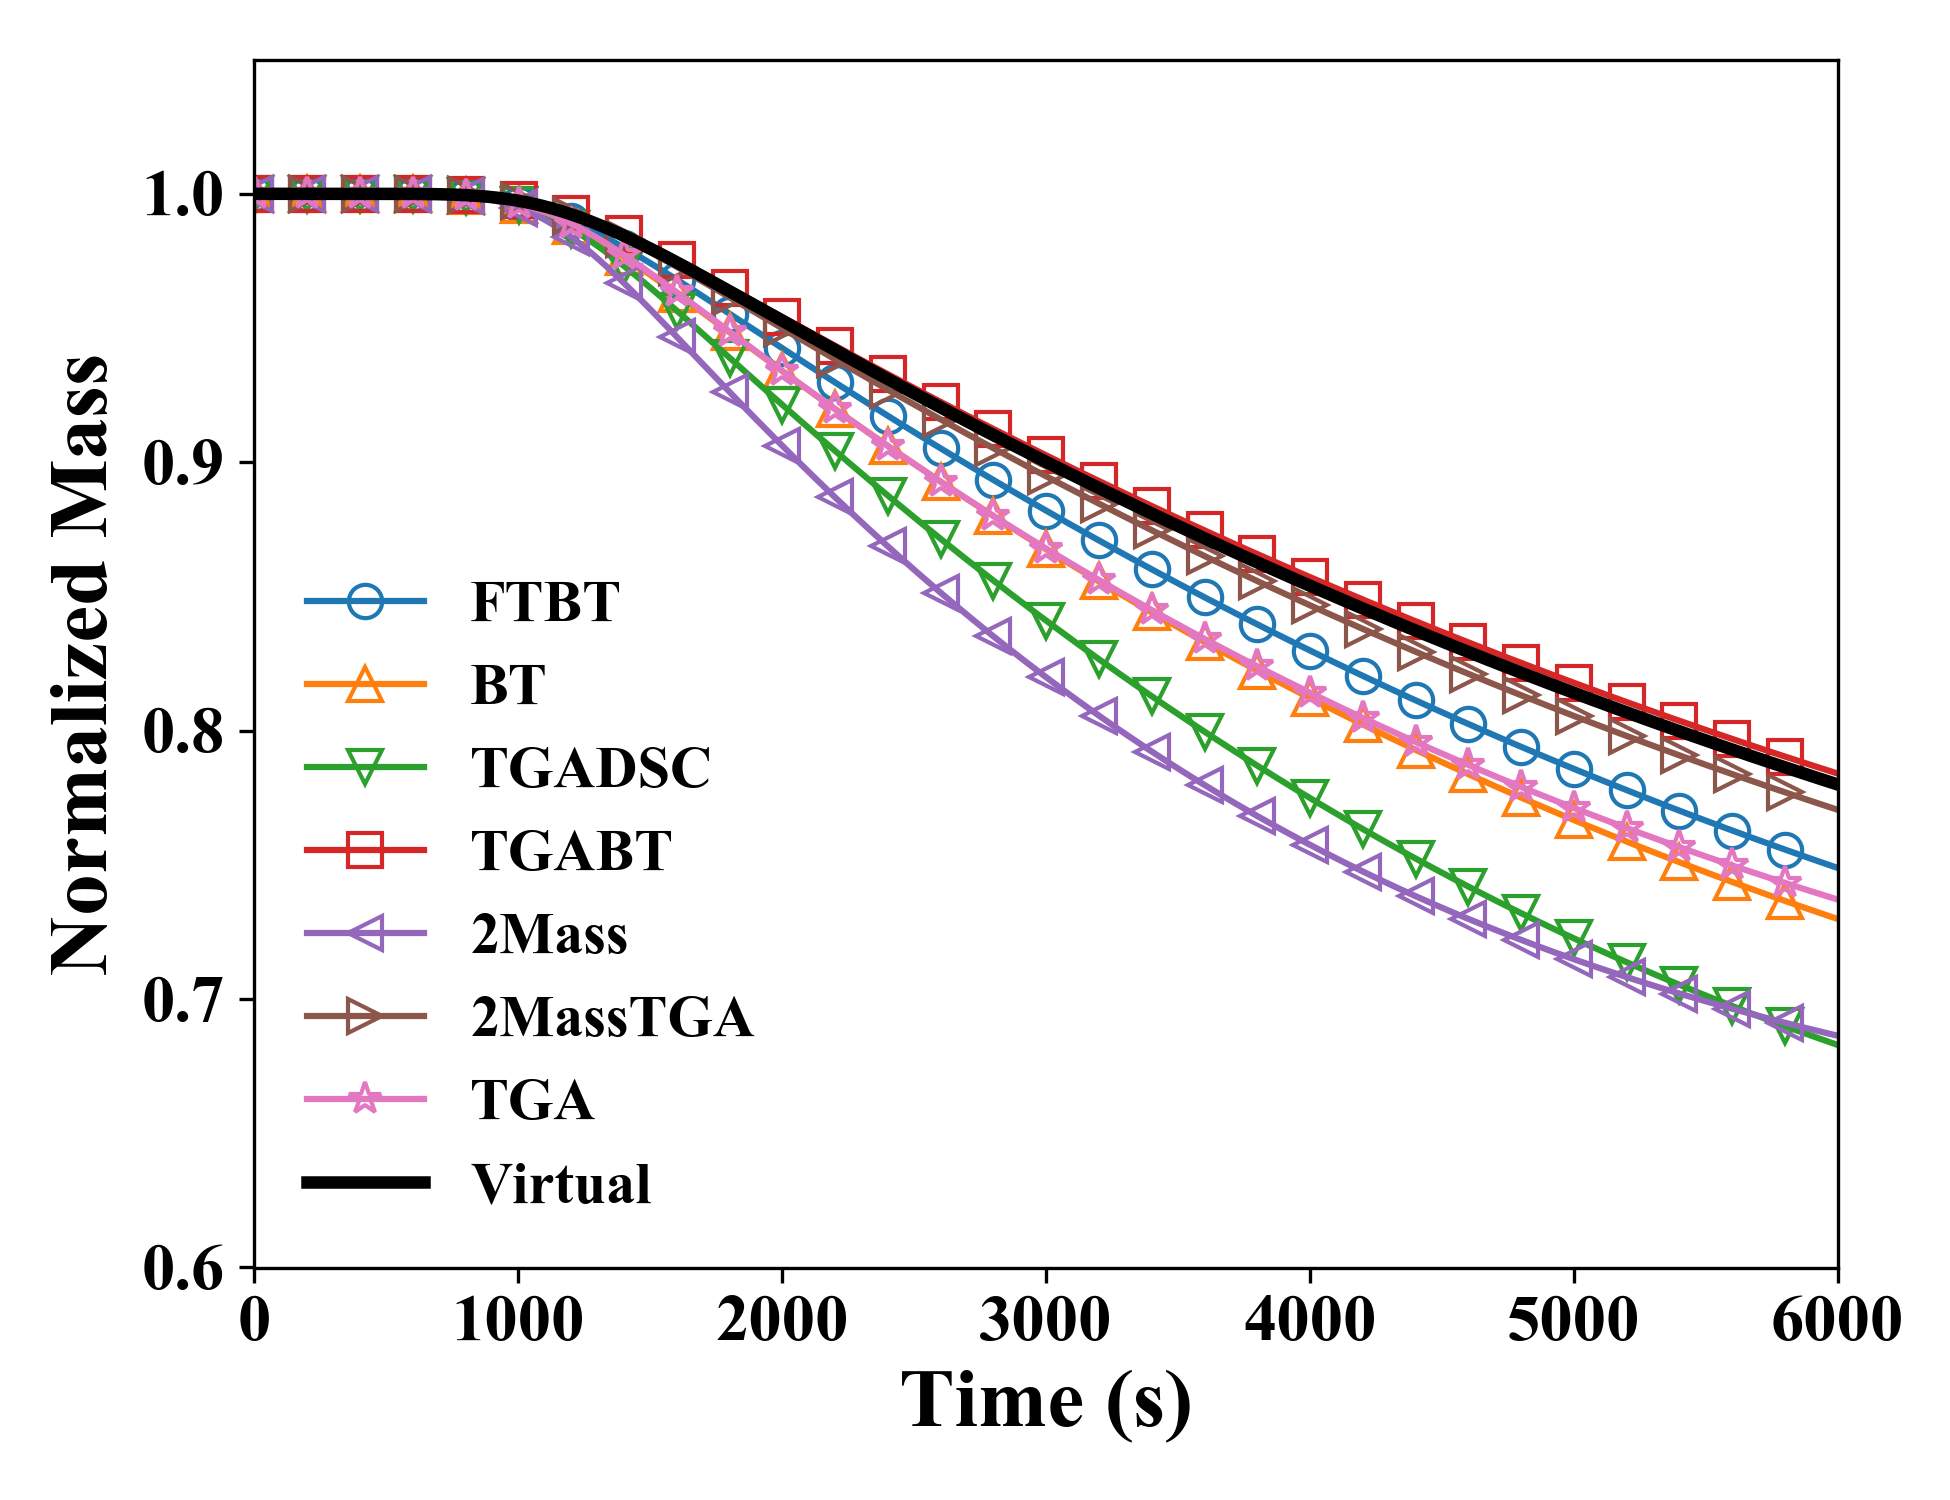 Normalized Mass
1.0
0.9
0.8
0.7
0.6
FTBT
BT
TGADSC
TGABT
2Mass
2MassTGA
TGA
Virtual
0 1000 2000 3000 4000 5000 6000
Time (s)